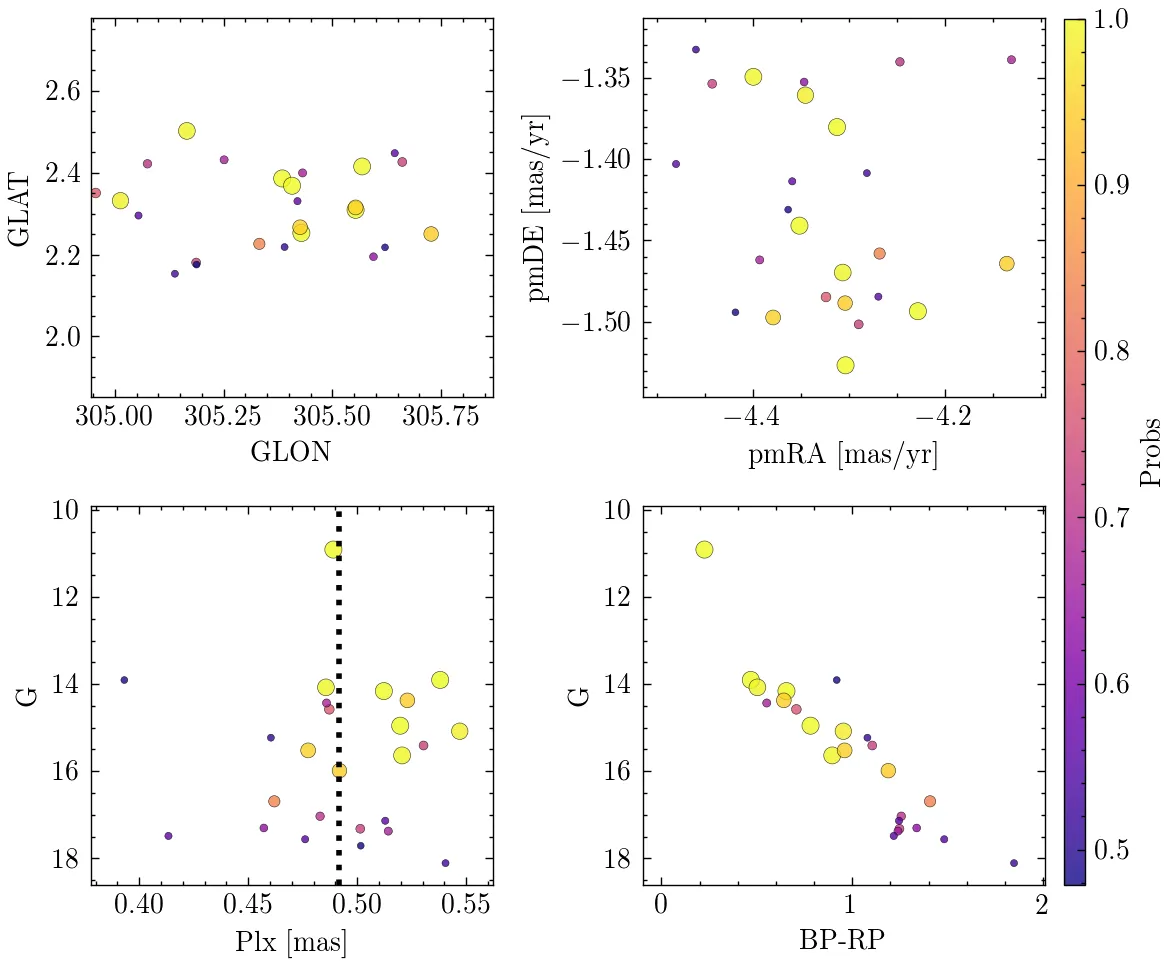 2.6
2.4
2.2
2.0
GLAT
305.00 305.25 305.50 305.75
GLON
−1.35
−1.40
−1.45
−1.50
pmDE [mas/yr]
−4.4 −4.2
pmRA [mas/yr]
1.0
0.9
0.8
0.7
0.6
0.5
Probs
10
12
14
16
18
G
0.40 0.45 0.50 0.55
Plx [mas]
10
12
14
16
18
G
0 1 2
BP-RP